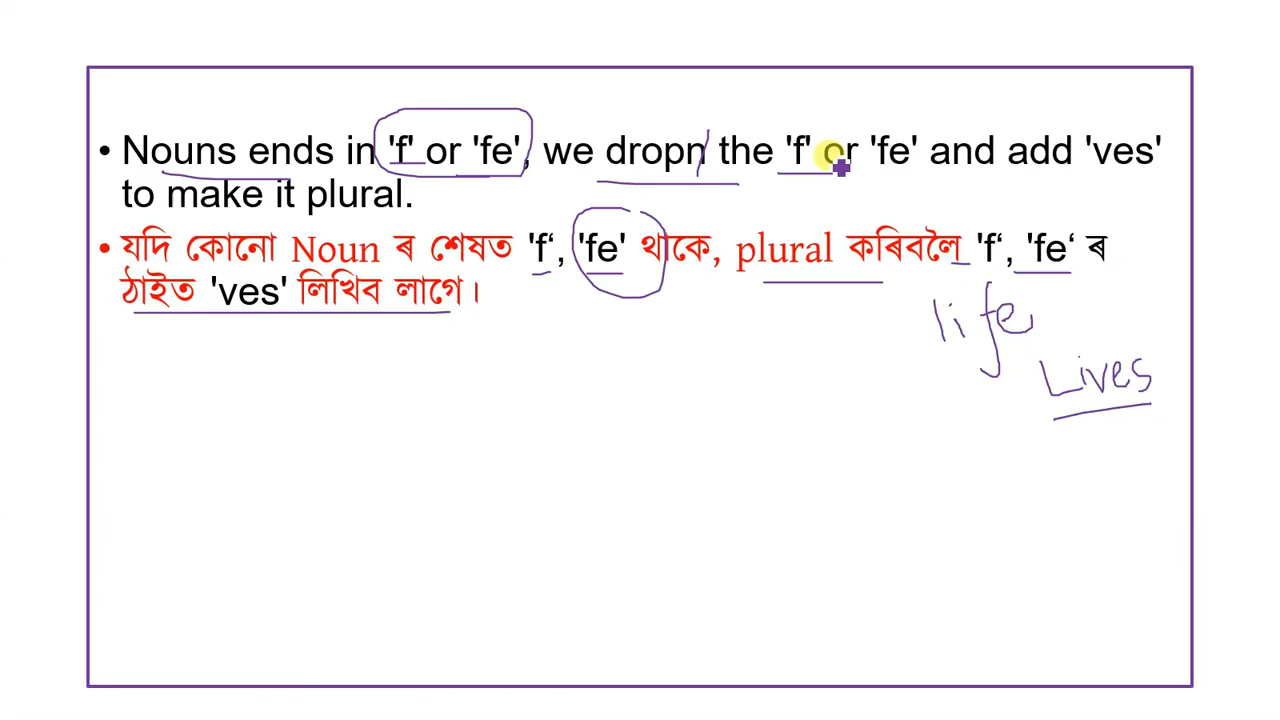 • Nouns ends in 'f' or 'fe', we dropn the 'f' or 'fe' and add 'ves'
to make it plural.
• যদি কোনো Noun ৰ শেষত 'f‘, 'fe' থাকে, plural কৰিবলৈ 'f‘, 'fe‘ ৰ
ঠাইত 'ves' লিখিব লাগে।
life
Lives